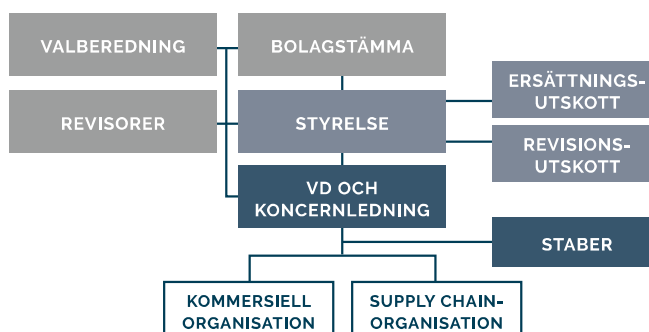 VALBEREDNING
BOLAGSTÄMMA
ERSÄTTNINGS-
UTSKOTT
REVISORER
STYRELSE
REVISIONS-
UTSKOTT
VD OCH
KONCERNLEDNING
STABER
KOMMERSIELL
ORGANISATION
SUPPLY CHAIN-
ORGANISATION